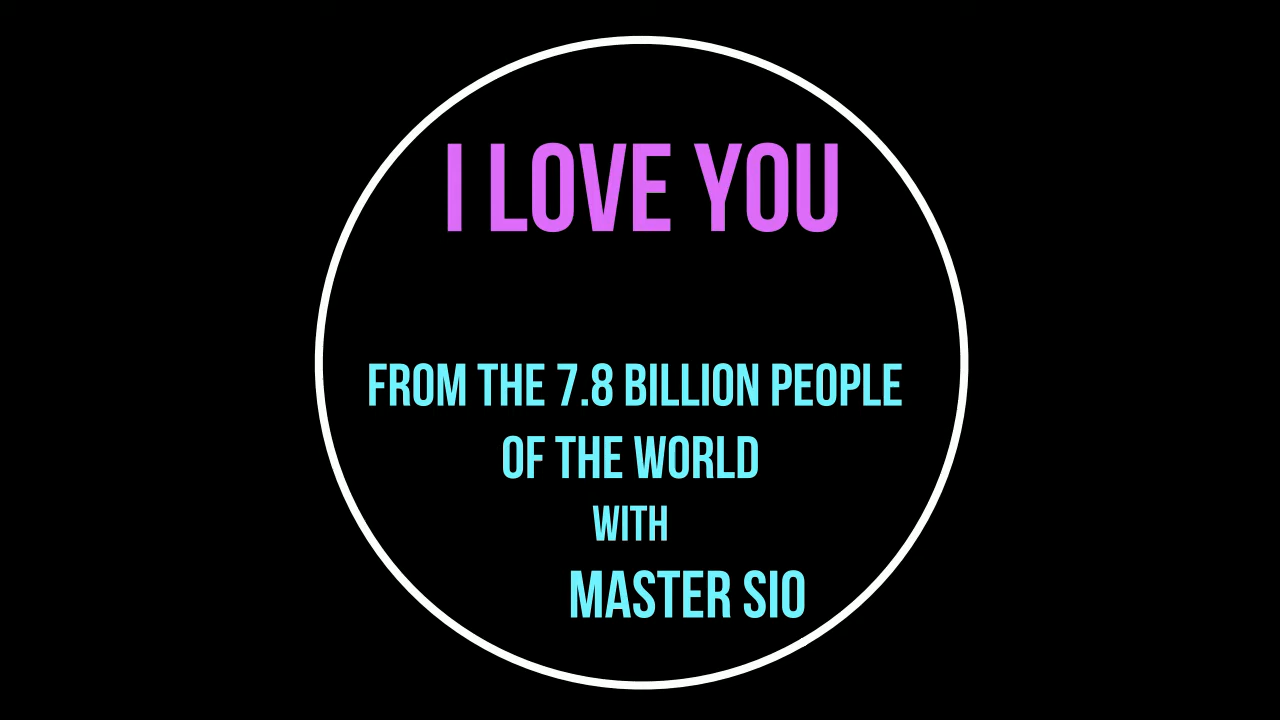 I LOVE YOU
FROM THE 7.8 BILLION PEOPLE
OF THE WORLD
WITH
MASTER SIO